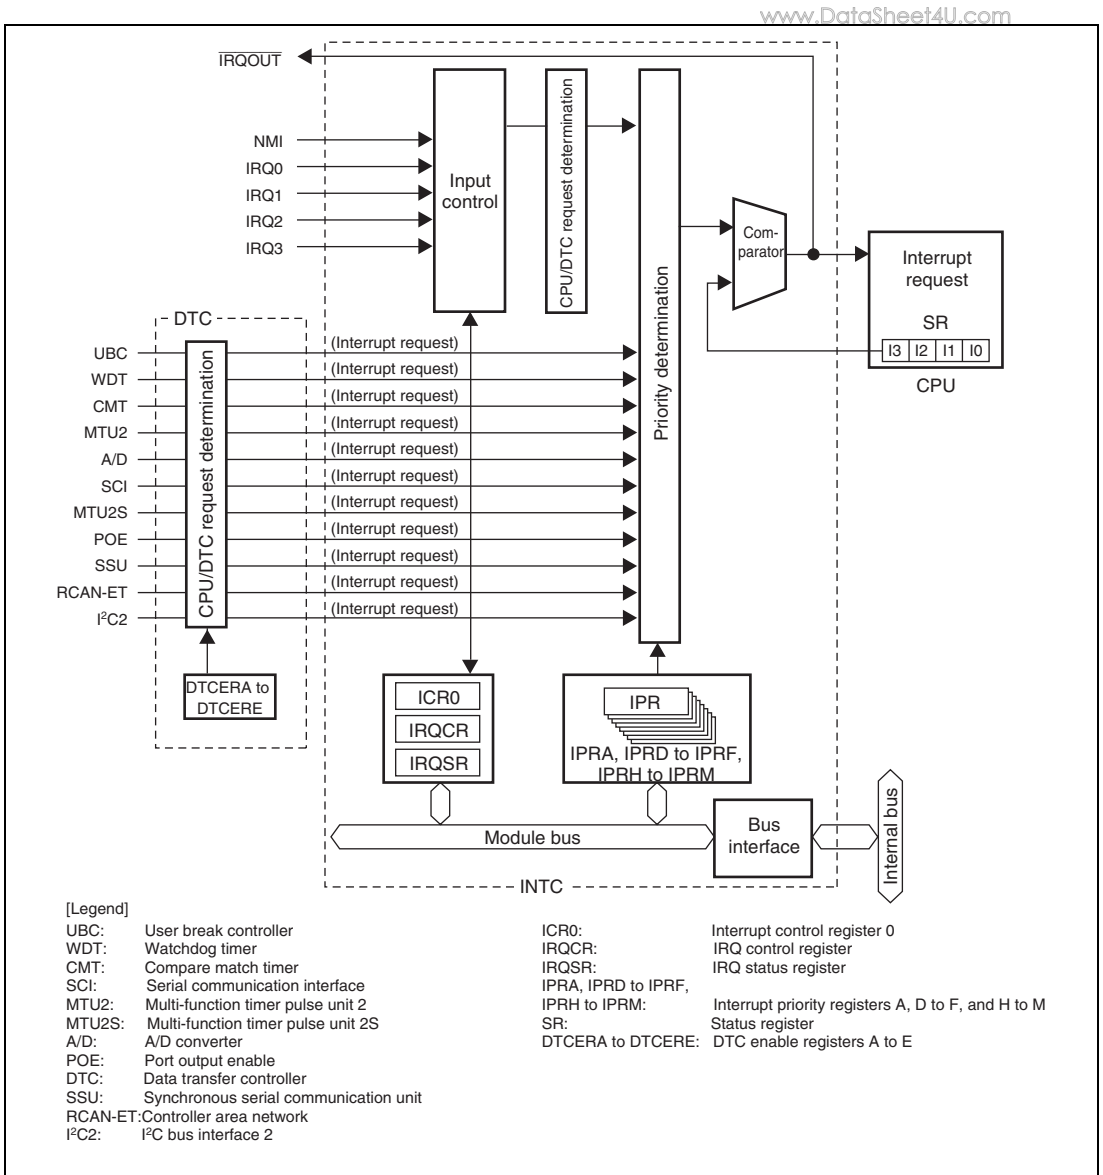 www.DataSheet4U.com
IRQOUT
NMI
IRQ0
IRQ1
IRQ2
IRQ3
Input
control
CPU/DTC request determination
Priority determination
Com-
parator
Interrupt
request
SR
I3 I2 I1 I0
CPU
DTC
UBC
WDT
CMT
MTU2
A/D
SCI
MTU2S
POE
SSU
RCAN-ET
I²C2
CPU/DTC request determination
(Interrupt request)
(Interrupt request)
(Interrupt request)
(Interrupt request)
(Interrupt request)
(Interrupt request)
(Interrupt request)
(Interrupt request)
(Interrupt request)
(Interrupt request)
(Interrupt request)
DTCERA to
DTCERE
ICR0
IRQCR
IRQSR
IPR
IPRA, IPRD to IPRF,
IPRH to IPRM
Module bus
Bus
interface
Internal bus
INTC
[Legend]
UBC: User break controller
WDT: Watchdog timer
CMT: Compare match timer
SCI: Serial communication interface
MTU2: Multi-function timer pulse unit 2
MTU2S: Multi-function timer pulse unit 2S
A/D: A/D converter
POE: Port output enable
DTC: Data transfer controller
SSU: Synchronous serial communication unit
RCAN-ET:Controller area network
I²C2: I²C bus interface 2
ICR0: Interrupt control register 0
IRQCR: IRQ control register
IRQSR: IRQ status register
IPRA, IPRD to IPRF,
IPRH to IPRM: Interrupt priority registers A, D to F, and H to M
SR: Status register
DTCERA to DTCERE: DTC enable registers A to E